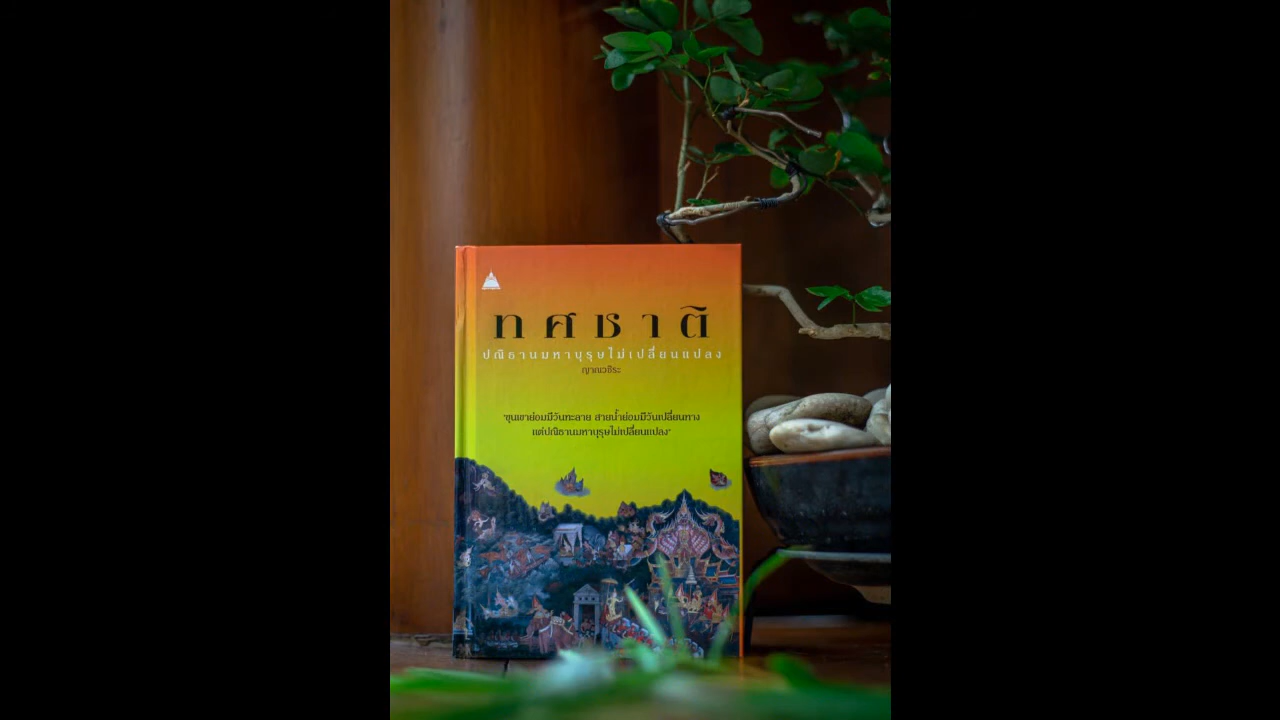 ทศชาติ
ปณิธานมหาบุรุษไม่เปลี่ยนแปลง
ญาณวชิระ
"ขุนเขาย่อมมีวันทะลาย สายน้ำย่อมมีวันเปลี่ยนทาง
แต่ปณิธานมหาบุรุษไม่เปลี่ยนแปลง"